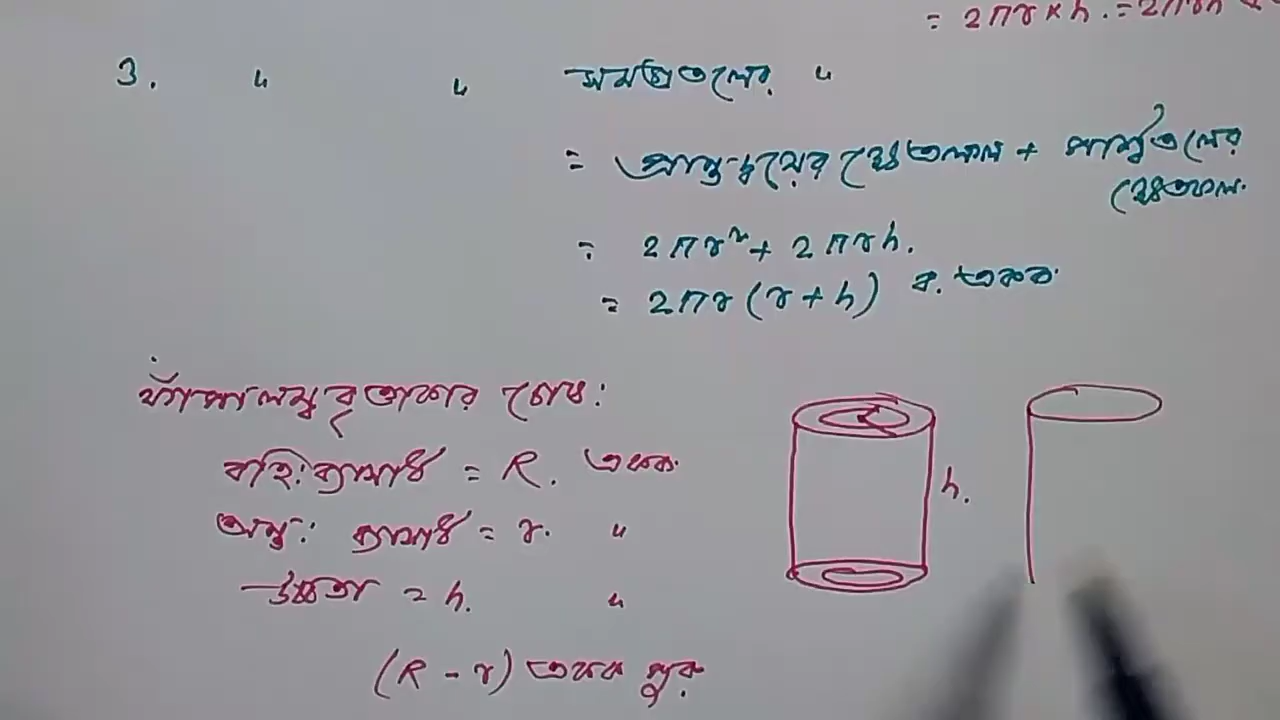 = 2πr × h. = 2πrh
3. " " সমগ্রতলের "
= প্রান্ত-দ্বয়ের ক্ষেত্রফল + পার্শ্বতলের
ক্ষেত্রফল.
= 2πr² + 2πrh.
= 2πr (r + h) ব. একক.
ফাঁপা লম্ববৃত্তাকার চোঙ:
বহিঃব্যাসার্ধ = R. একক.
অন্তঃ ব্যাসার্ধ = r. "
উচ্চতা = h. "
h.
(R - r) একক পুরু